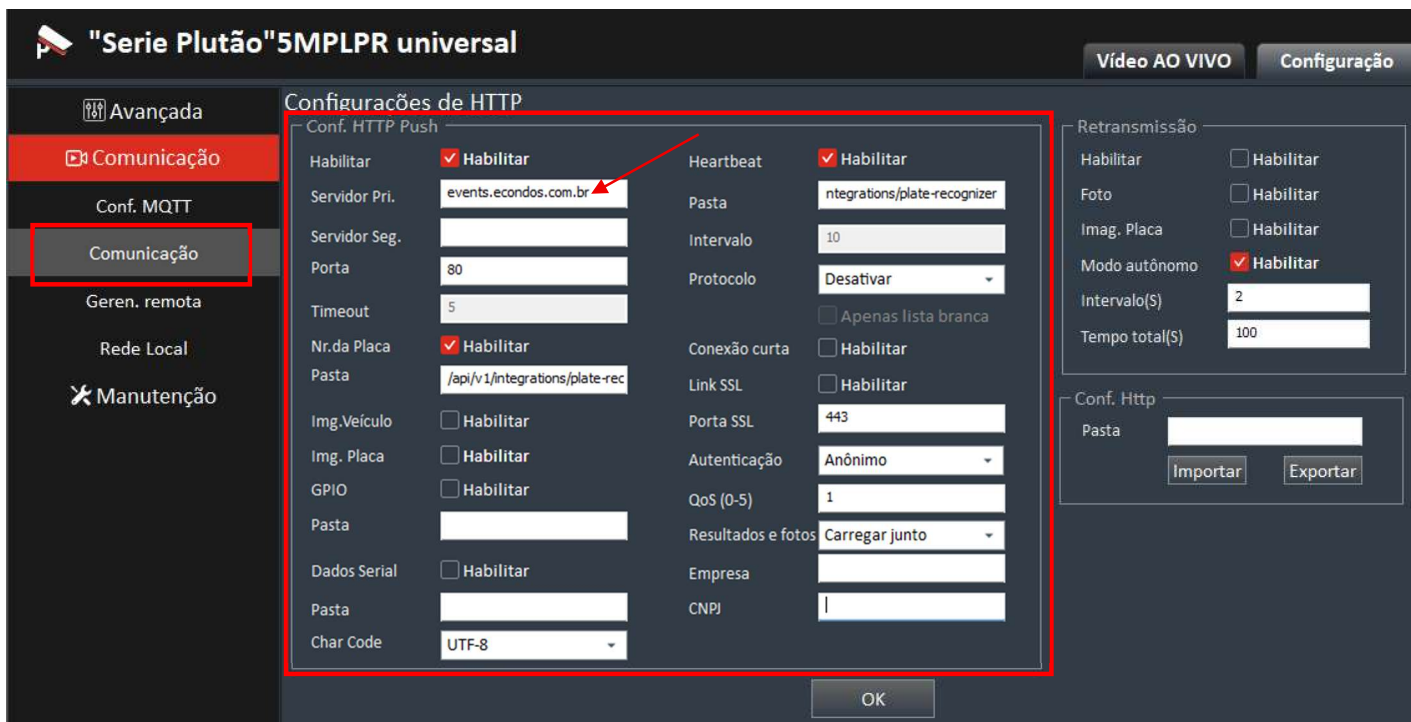 "Serie Plutão"5MPLPR universal
Vídeo AO VIVO
Configuração
Avançada
Comunicação
Conf. MQTT
Comunicação
Geren. remota
Rede Local
Manutenção
Configurações de HTTP
Conf. HTTP Push
Habilitar Habilitar
Servidor Pri. events.econdos.com.br
Servidor Seg.
Porta 80
Timeout 5
Nr.da Placa Habilitar
Pasta /api/v1/integrations/plate-rec
Img.Veículo Habilitar
Img. Placa Habilitar
GPIO Habilitar
Pasta
Dados Serial Habilitar
Pasta
Char Code UTF-8
Heartbeat Habilitar
Pasta ntegrations/plate-recognizer
Intervalo 10
Protocolo Desativar
Apenas lista branca
Conexão curta Habilitar
Link SSL Habilitar
Porta SSL 443
Autenticação Anônimo
QoS (0-5) 1
Resultados e fotos Carregar junto
Empresa
CNPJ
Retransmissão
Habilitar Habilitar
Foto Habilitar
Imag. Placa Habilitar
Modo autônomo Habilitar
Intervalo(S) 2
Tempo total(S) 100
Conf. Http
Pasta
Importar Exportar
OK